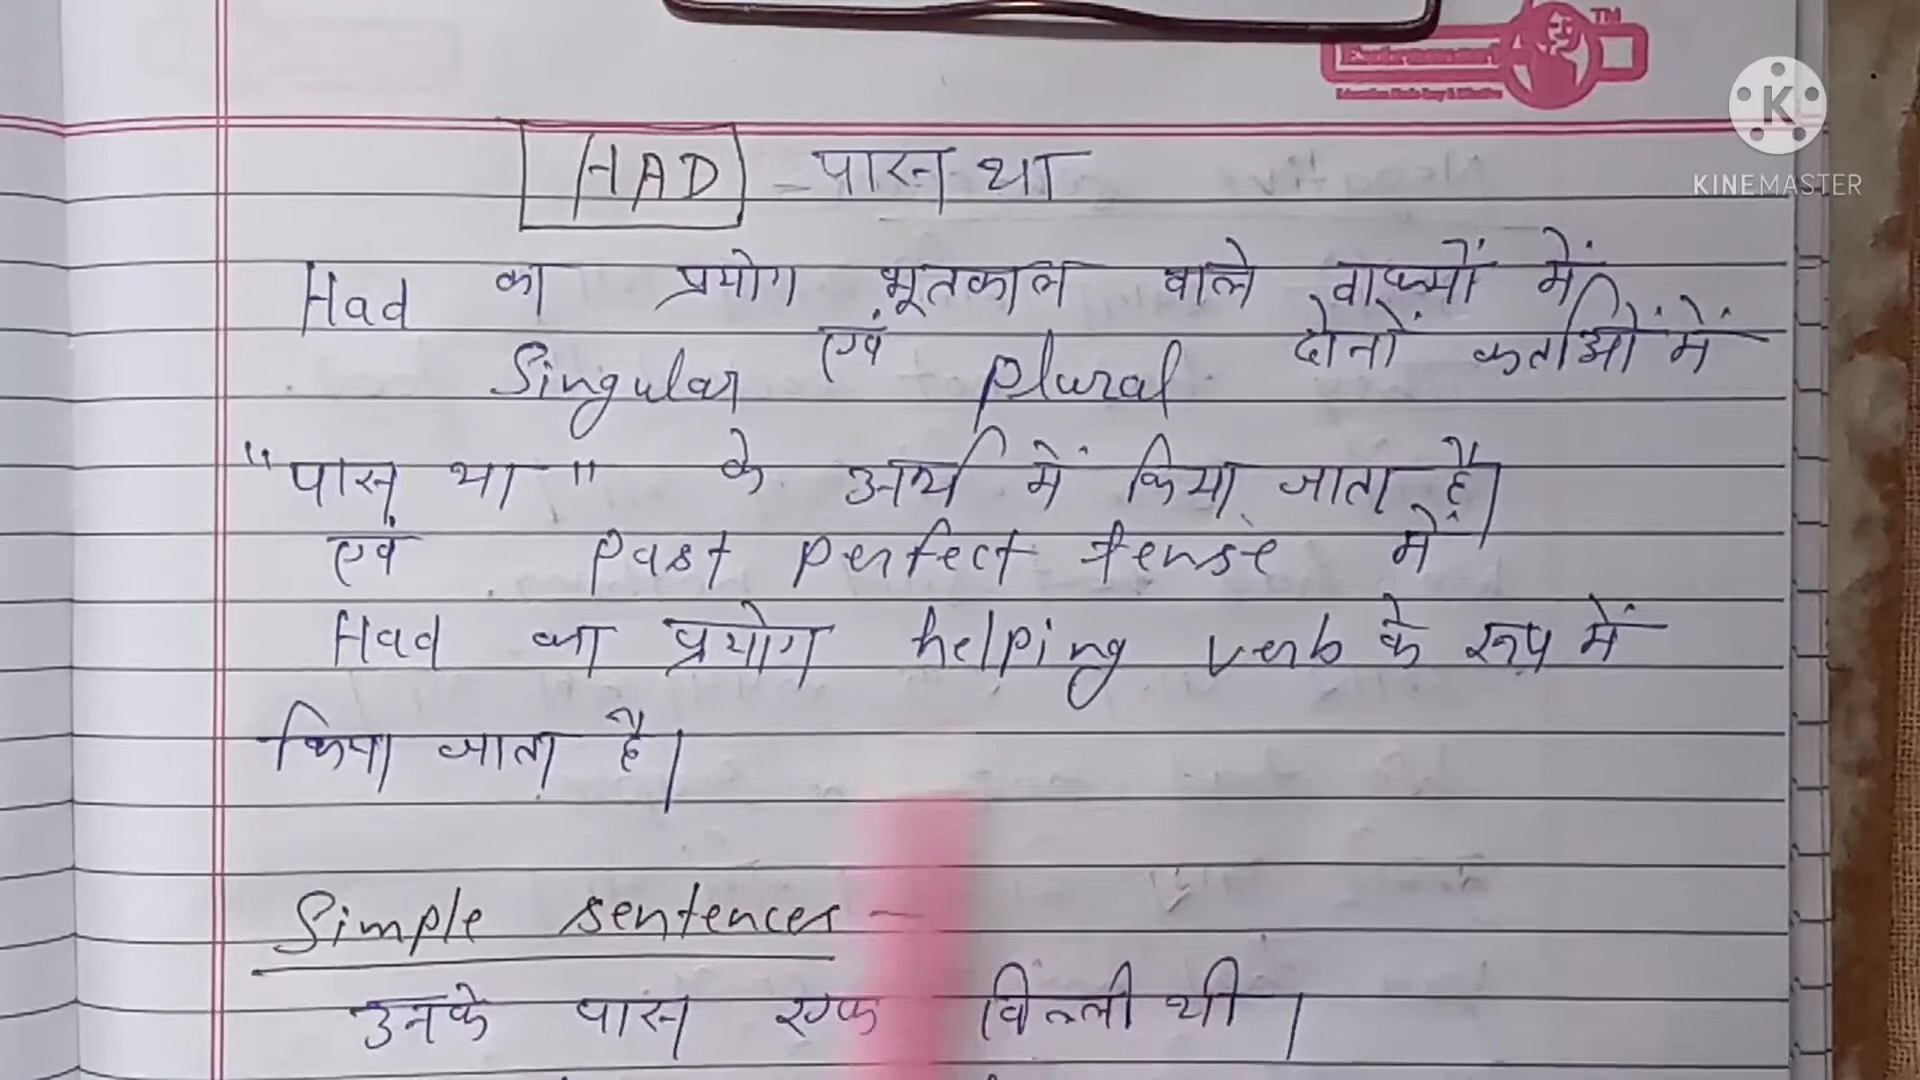 HAD - पास था
Had का प्रयोग भूतकाल वाले वाक्यों में
Singular एवं plural दोनों कर्ताओं में
"पास था" के अर्थ में किया जाता है।
एवं past perfect tense में
Had का प्रयोग helping verb के रूप में
किया जाता है।
Simple sentences -
उनके पास एक बिल्ली थी।
TM
K
KINEMASTER